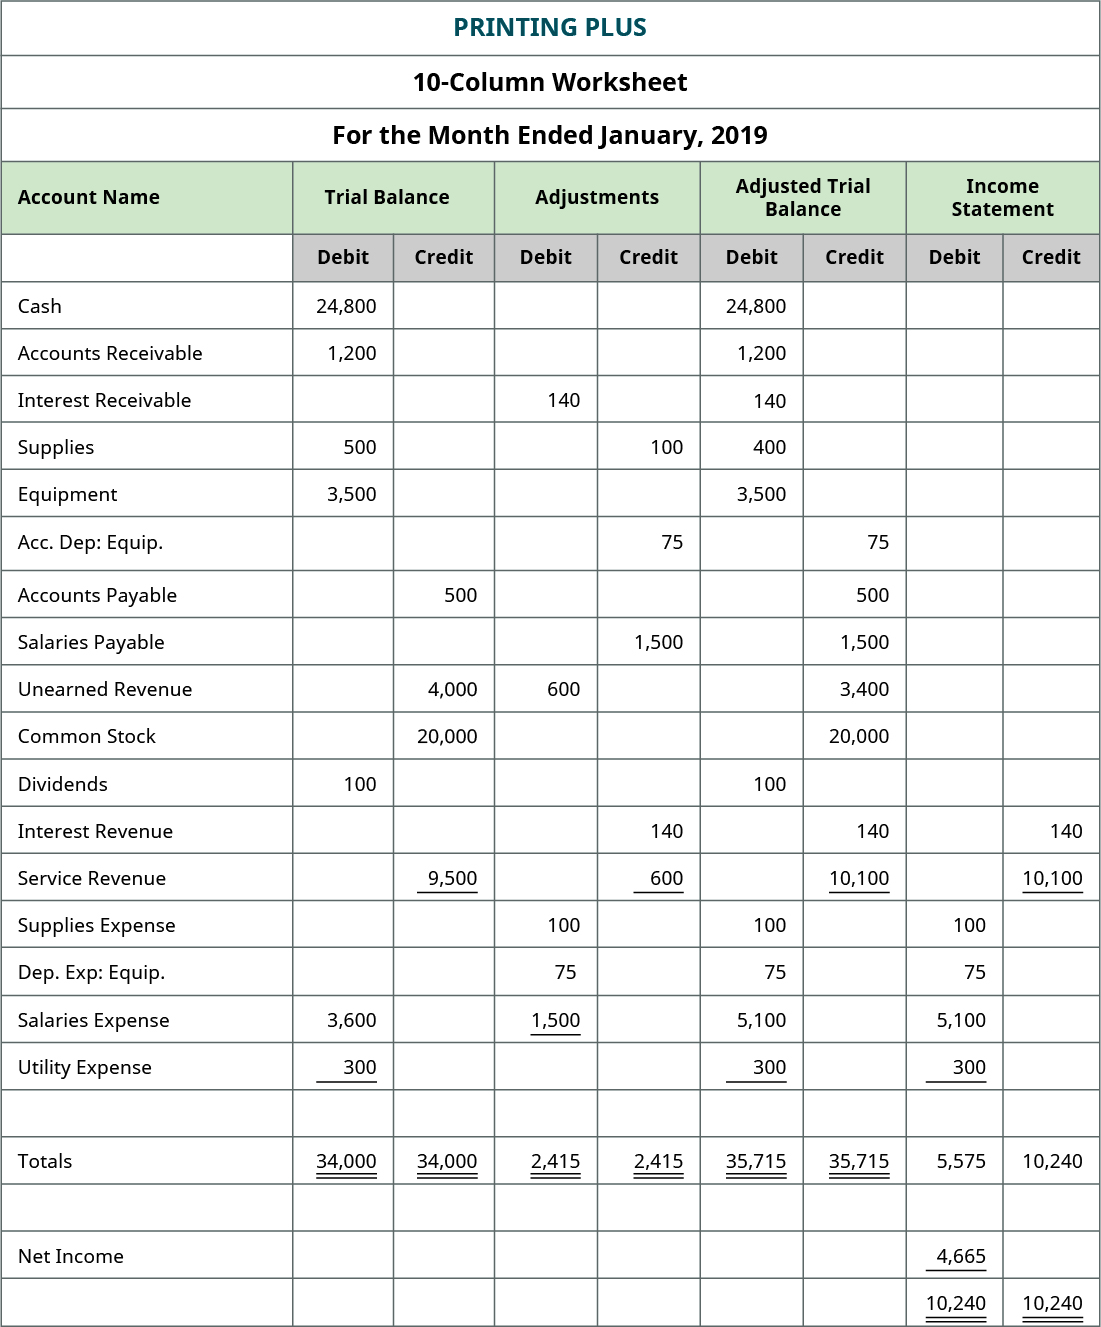 PRINTING PLUS
10-Column Worksheet
For the Month Ended January, 2019
Account Name Trial Balance Adjustments Adjusted Trial Balance Income Statement
Debit Credit Debit Credit Debit Credit Debit Credit
Cash 24,800 24,800
Accounts Receivable 1,200 1,200
Interest Receivable 140 140
Supplies 500 100 400
Equipment 3,500 3,500
Acc. Dep: Equip. 75 75
Accounts Payable 500 500
Salaries Payable 1,500 1,500
Unearned Revenue 4,000 600 3,400
Common Stock 20,000 20,000
Dividends 100 100
Interest Revenue 140 140 140
Service Revenue 9,500 600 10,100 10,100
Supplies Expense 100 100 100
Dep. Exp: Equip. 75 75 75
Salaries Expense 3,600 1,500 5,100 5,100
Utility Expense 300 300 300
Totals 34,000 34,000 2,415 2,415 35,715 35,715 5,575 10,240
Net Income 4,665
10,240 10,240